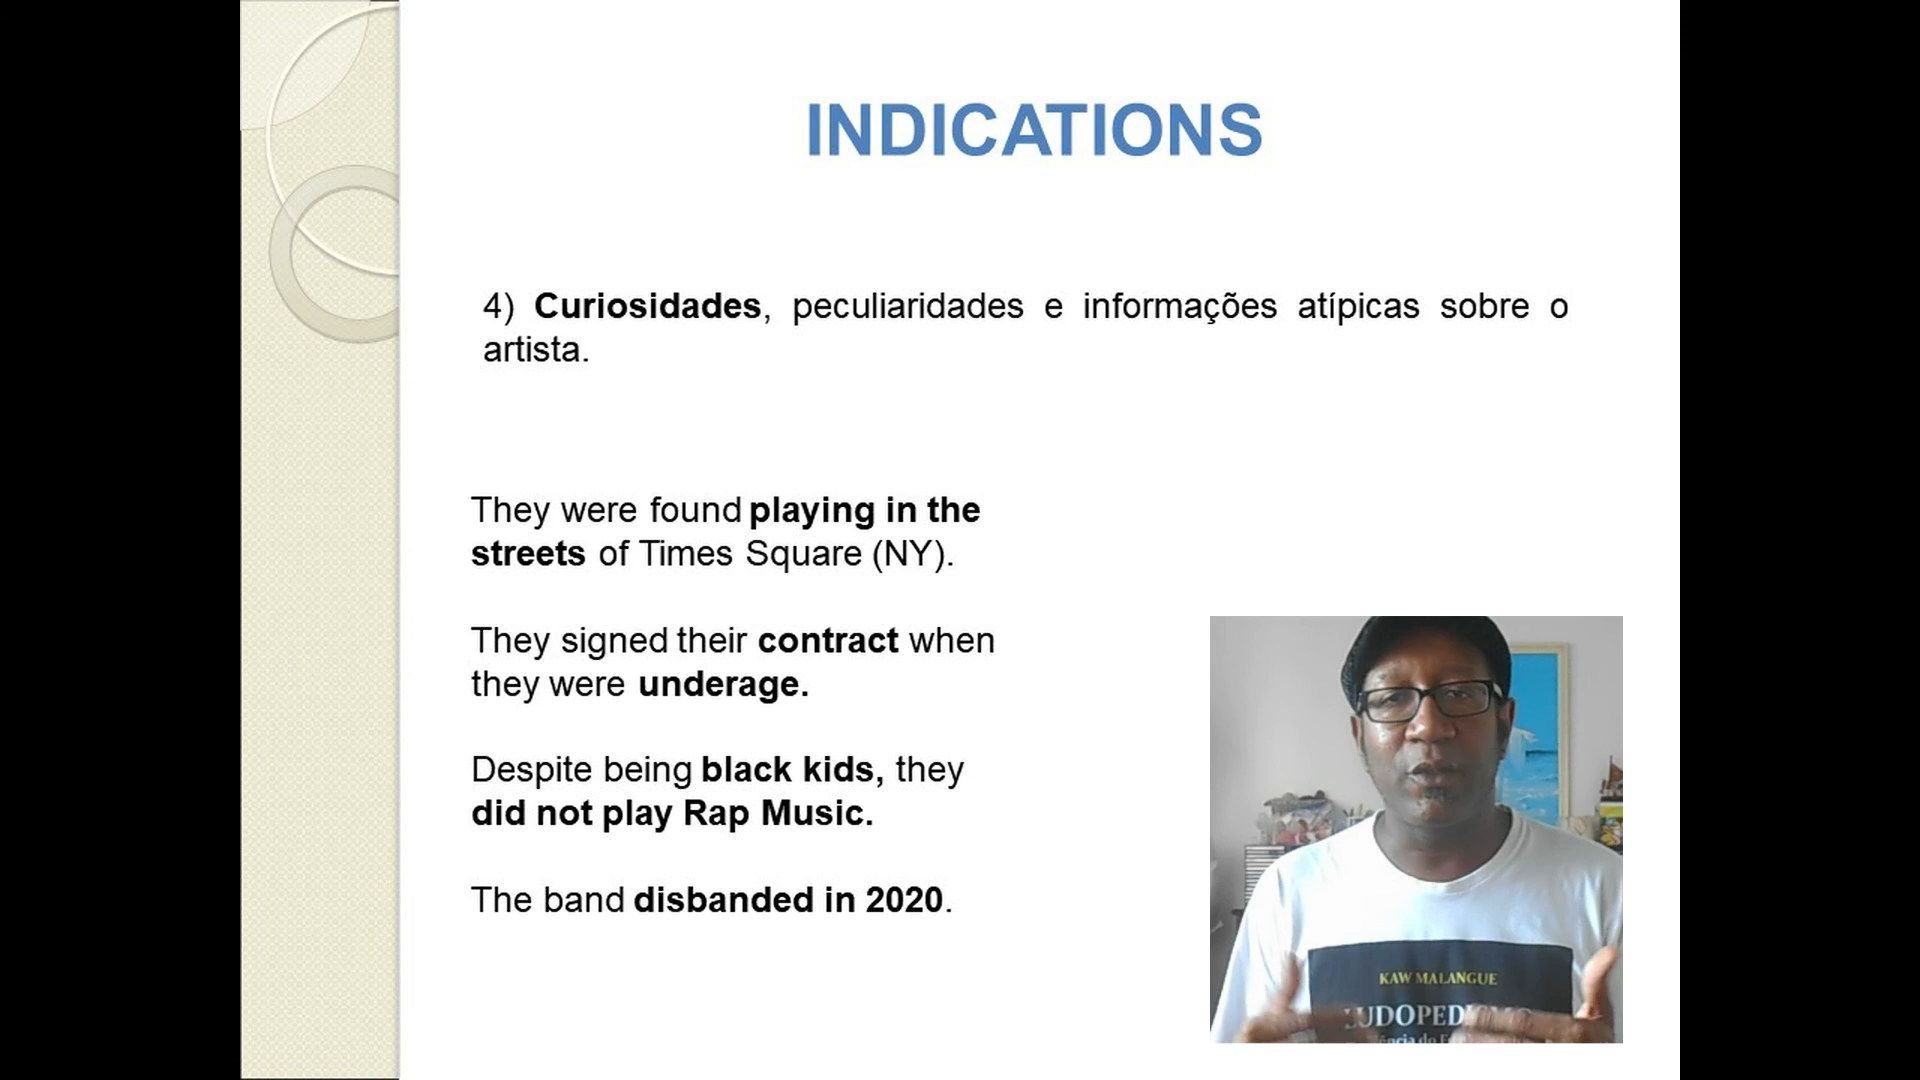 INDICATIONS
4) Curiosidades, peculiaridades e informações atípicas sobre o
artista.
They were found playing in the
streets of Times Square (NY).
They signed their contract when
they were underage.
Despite being black kids, they
did not play Rap Music.
The band disbanded in 2020.
KAW MALANGUE